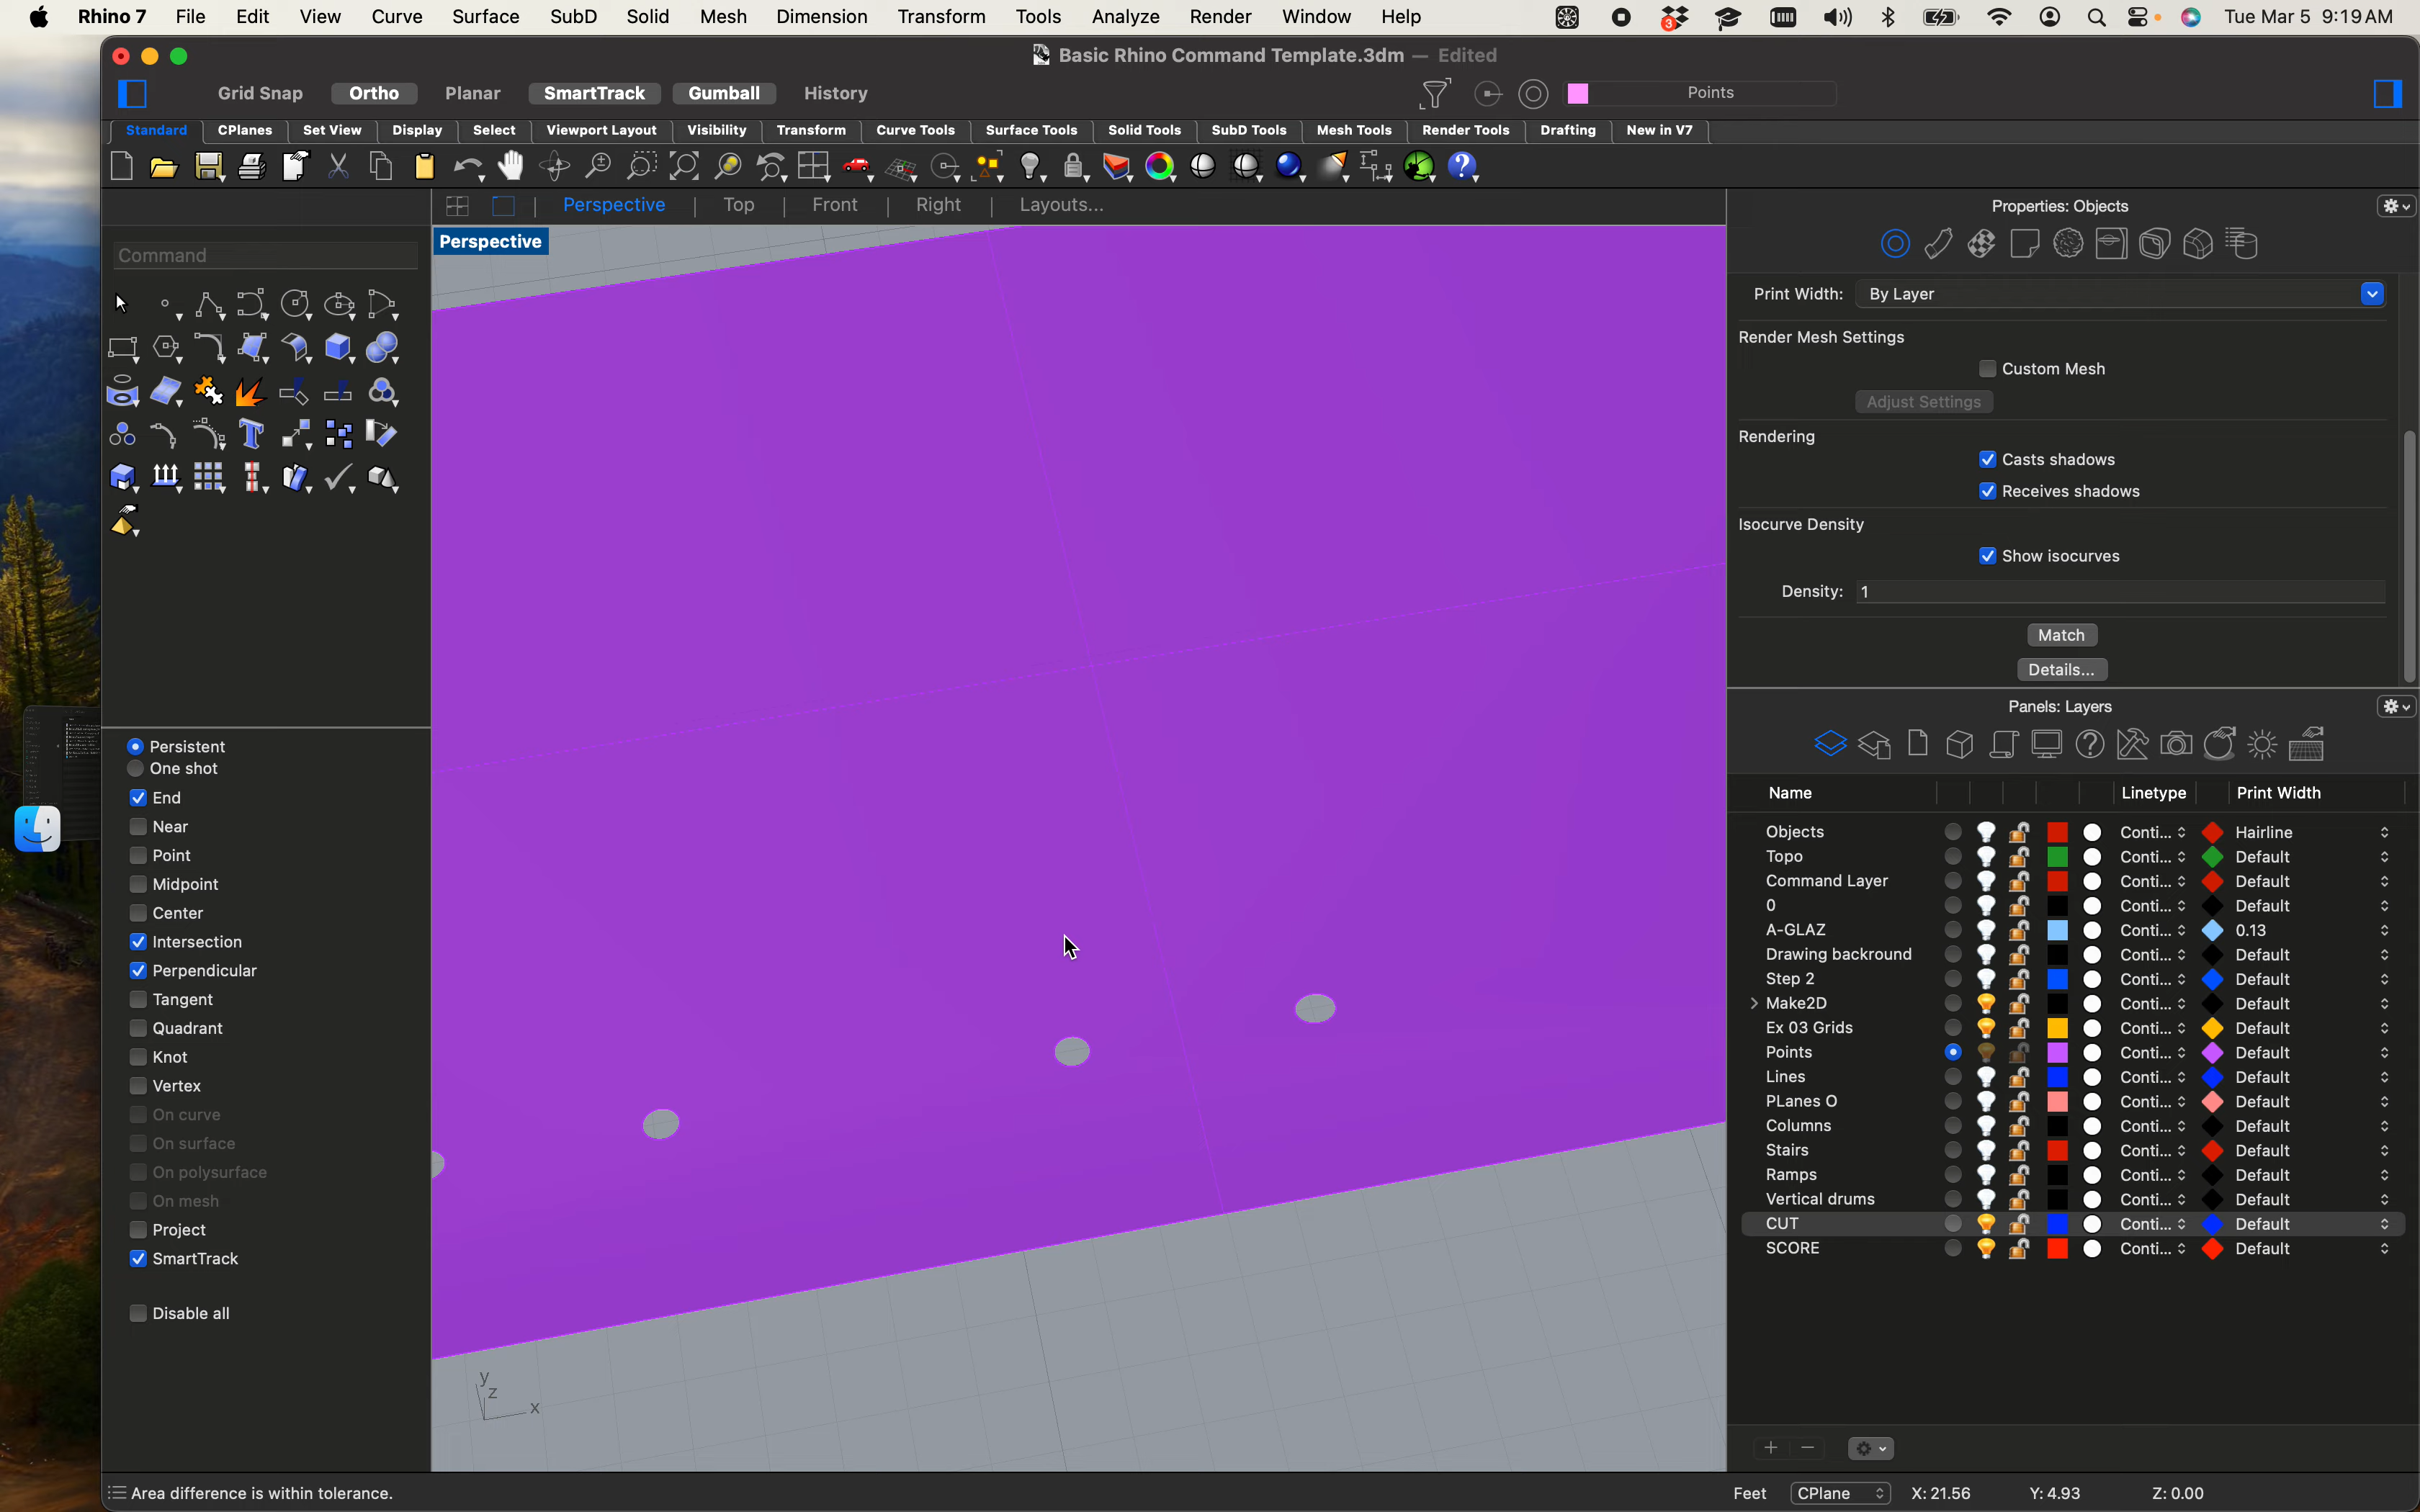 Rhino 7 File Edit View Curve Surface SubD Solid Mesh Dimension Transform Tools Analyze Render Window Help 3 Tue Mar 5 9:19 AM
Basic Rhino Command Template.3dm — Edited
Grid Snap Ortho Planar SmartTrack Gumball History Points
Standard CPlanes Set View Display Select Viewport Layout Visibility Transform Curve Tools Surface Tools Solid Tools SubD Tools Mesh Tools Render Tools Drafting New in V7
Perspective Top Front Right Layouts...
Command
Perspective
Persistent
One shot
End
Near
Point
Midpoint
Center
Intersection
Perpendicular
Tangent
Quadrant
Knot
Vertex
On curve
On surface
On polysurface
On mesh
Project
SmartTrack
Disable all
y
z
x
Properties: Objects
Print Width: By Layer
Render Mesh Settings
Custom Mesh
Adjust Settings
Rendering
Casts shadows
Receives shadows
Isocurve Density
Show isocurves
Density: 1
Match
Details...
Panels: Layers
Name Linetype Print Width
Objects Conti... Hairline
Topo Conti... Default
Command Layer Conti... Default
0 Conti... Default
A-GLAZ Conti... 0.13
Drawing backround Conti... Default
Step 2 Conti... Default
Make2D Conti... Default
Ex 03 Grids Conti... Default
Points Conti... Default
Lines Conti... Default
PLanes O Conti... Default
Columns Conti... Default
Stairs Conti... Default
Ramps Conti... Default
Vertical drums Conti... Default
CUT Conti... Default
SCORE Conti... Default
Area difference is within tolerance. Feet CPlane X: 21.56 Y: 4.93 Z: 0.00